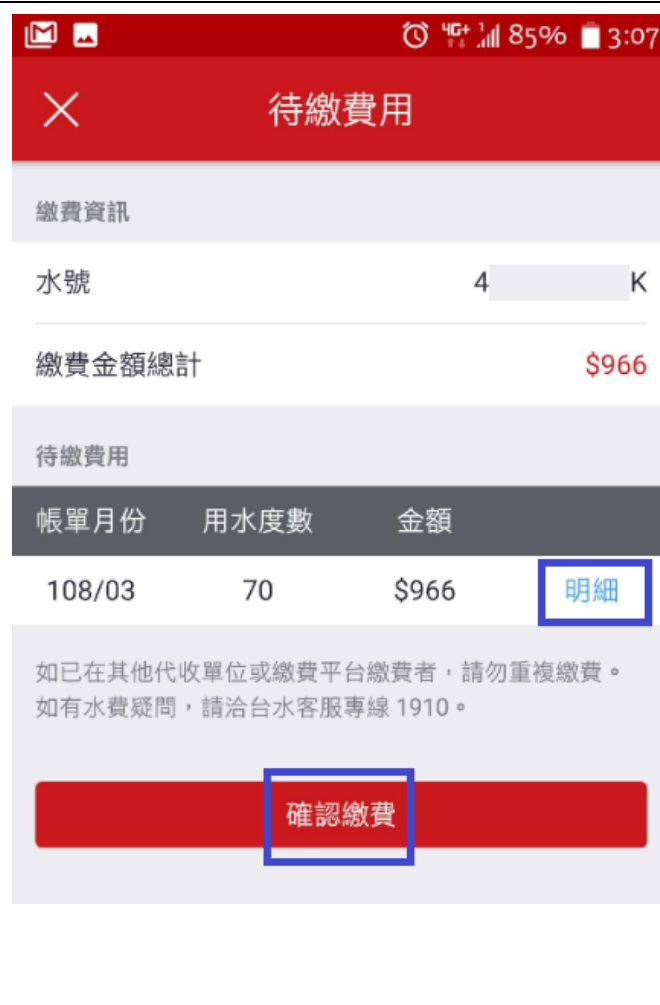 4G+ 85% 3:07
待繳費用
繳費資訊
水號 4 K
繳費金額總計 $966
待繳費用
帳單月份 用水度數 金額
108/03 70 $966 明細
如已在其他代收單位或繳費平台繳費者，請勿重複繳費。
如有水費疑問，請洽台水客服專線 1910。
確認繳費